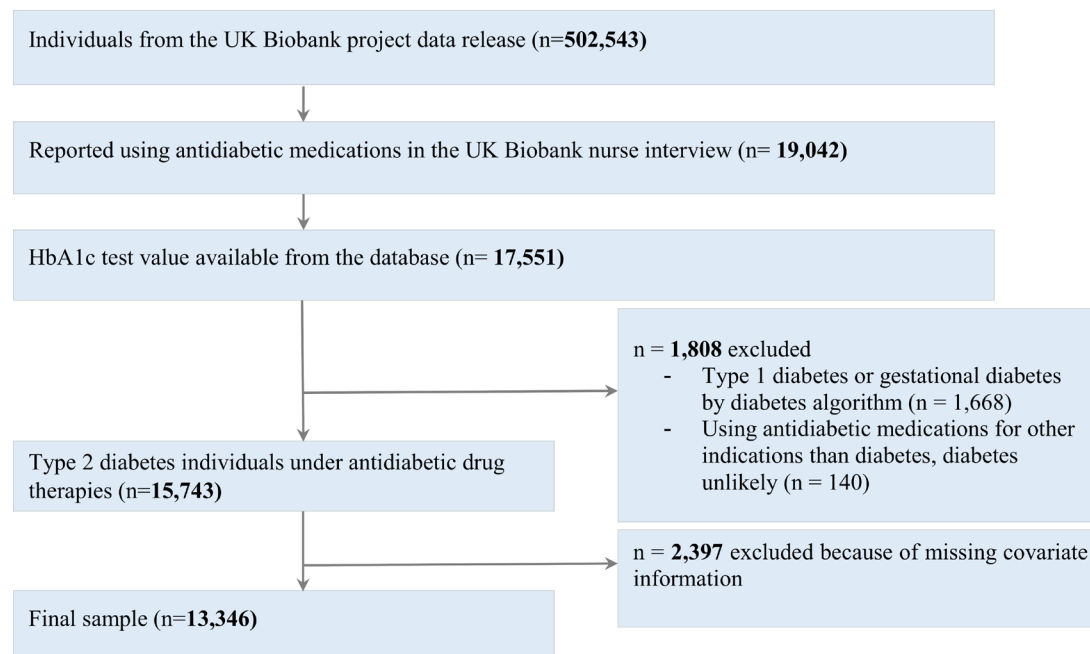 Individuals from the UK Biobank project data release (n=502,543)
Reported using antidiabetic medications in the UK Biobank nurse interview (n= 19,042)
HbA1c test value available from the database (n= 17,551)
n = 1,808 excluded
- Type 1 diabetes or gestational diabetes
by diabetes algorithm (n = 1,668)
- Using antidiabetic medications for other
indications than diabetes, diabetes
unlikely (n = 140)
Type 2 diabetes individuals under antidiabetic drug
therapies (n=15,743)
n = 2,397 excluded because of missing covariate
information
Final sample (n=13,346)